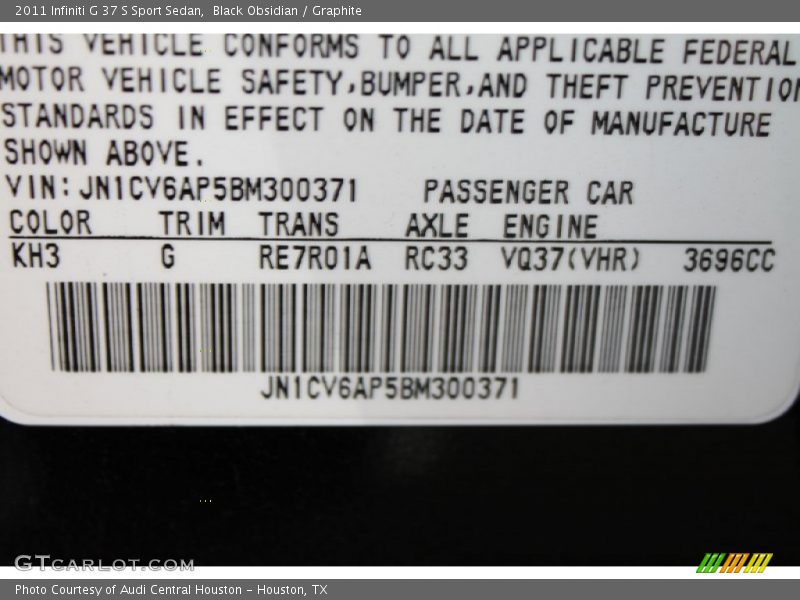 2011 Infiniti G 37 S Sport Sedan, Black Obsidian / Graphite
THIS VEHICLE CONFORMS TO ALL APPLICABLE FEDERAL
MOTOR VEHICLE SAFETY,BUMPER,AND THEFT PREVENTION
STANDARDS IN EFFECT ON THE DATE OF MANUFACTURE
SHOWN ABOVE.
VIN:JN1CV6AP5BM300371 PASSENGER CAR
COLOR TRIM TRANS AXLE ENGINE
KH3 G RE7R01A RC33 VQ37(VHR) 3696CC
JN1CV6AP5BM300371
GTCARLOT.COM
Photo Courtesy of Audi Central Houston - Houston, TX